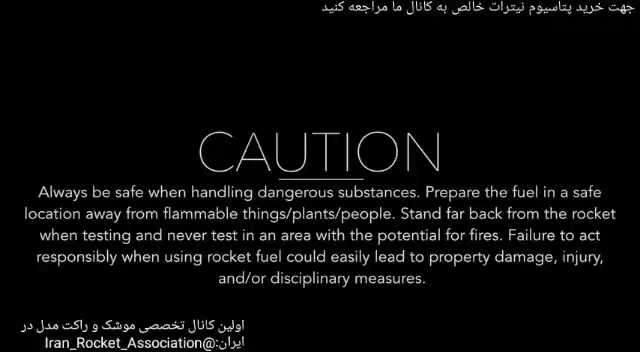 جهت خرید پتاسیوم نیترات خالص به کانال ما مراجعه کنید
CAUTION
Always be safe when handling dangerous substances. Prepare the fuel in a safe
location away from flammable things/plants/people. Stand far back from the rocket
when testing and never test in an area with the potential for fires. Failure to act
responsibly when using rocket fuel could easily lead to property damage, injury,
and/or disciplinary measures.
اولین کانال تخصصی موشک و راکت مدل در
ایران:@Iran_Rocket_Association